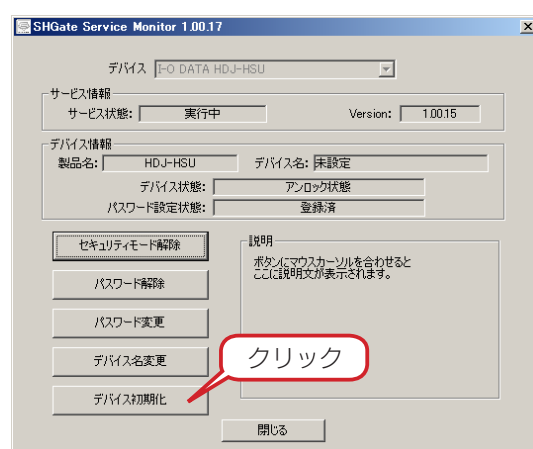 SHGate Service Monitor 1.00.17
デバイス I-O DATA HDJ-HSU
サービス情報
サービス状態: 実行中 Version: 1.00.15
デバイス情報
製品名: HDJ-HSU デバイス名: 未設定
デバイス状態: アンロック状態
パスワード設定状態: 登録済
セキュリティモード解除
パスワード解除
パスワード変更
デバイス名変更
デバイス初期化
説明
ボタンにマウスカーソルを合わせると
ここに説明文が表示されます。
クリック
閉じる